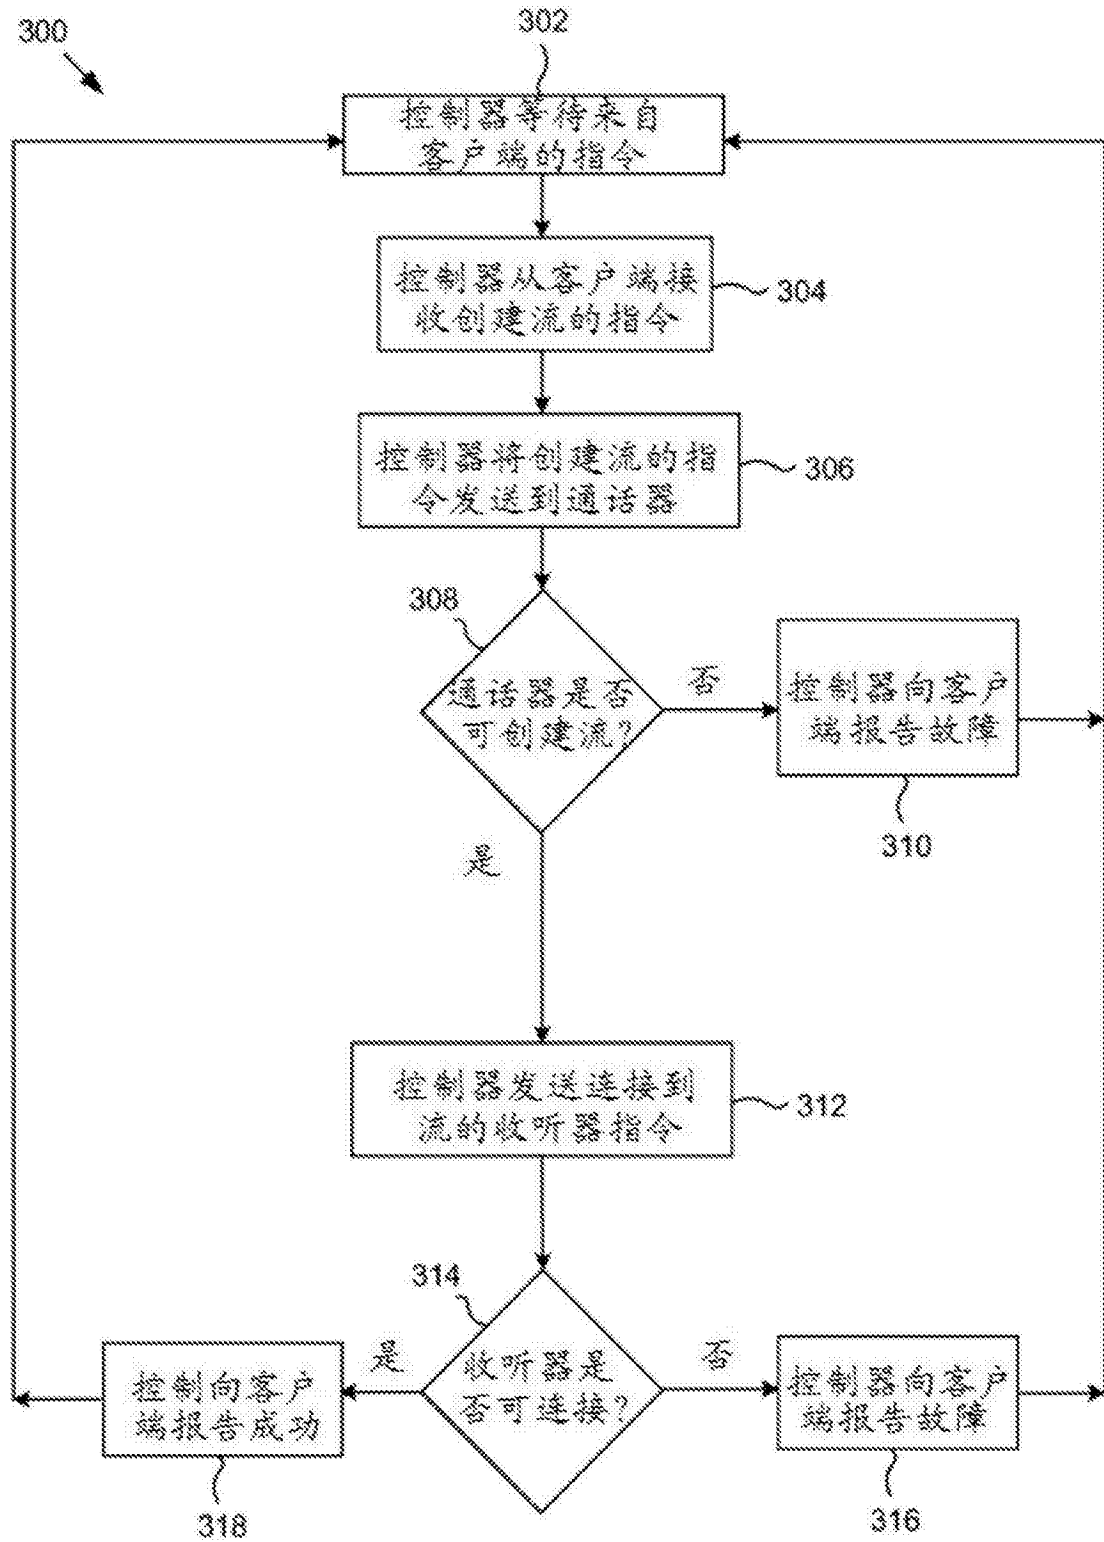 300
302
控制器等待来自
客户端的指令
控制器从客户端接
收创建流的指令
304
控制器将创建流的指
令发送到通话器
306
308
通话器是否
可创建流?
否
控制器向客户
端报告故障
310
是
控制器发送连接到
流的收听器指令
312
314
收听器是
否可连接?
是
控制向客户
端报告成功
318
否
控制器向客户
端报告故障
316